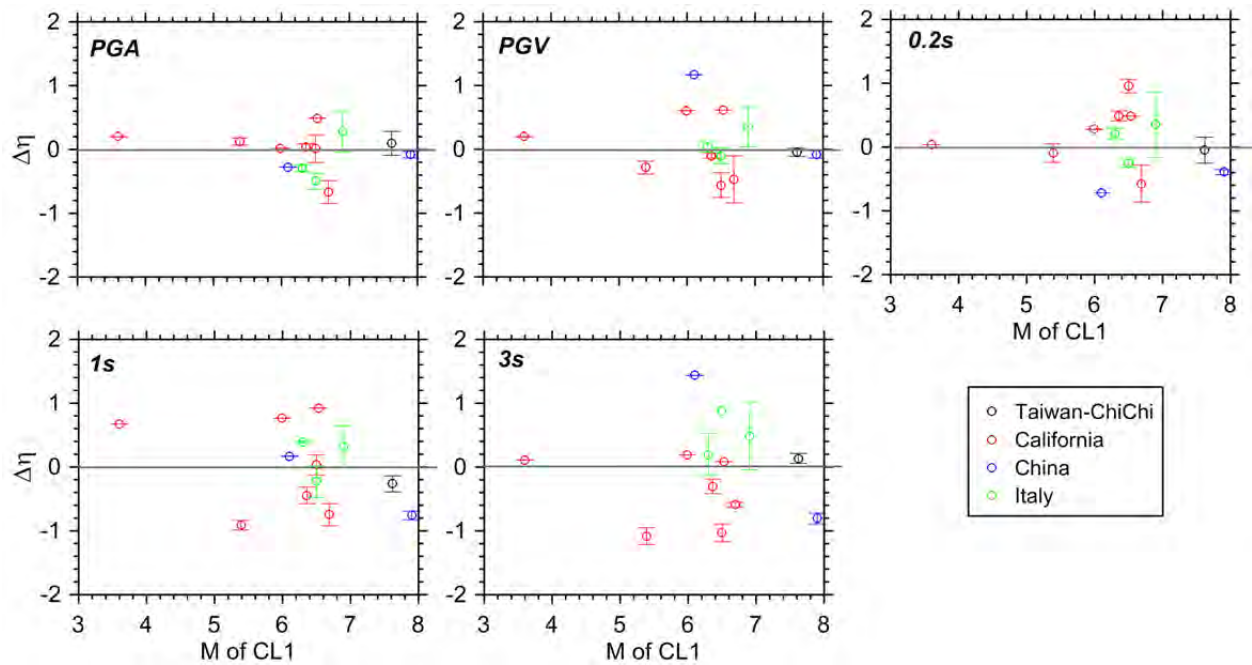 PGA
PGV
0.2s
2
1
0
-1
-2
Δη
2
1
0
-1
-2
2
1
0
-1
-2
3 4 5 6 7 8
M of CL1
1s
3s
2
1
0
-1
-2
Δη
3 4 5 6 7 8
M of CL1
2
1
0
-1
-2
3 4 5 6 7 8
M of CL1
Taiwan-ChiChi
California
China
Italy